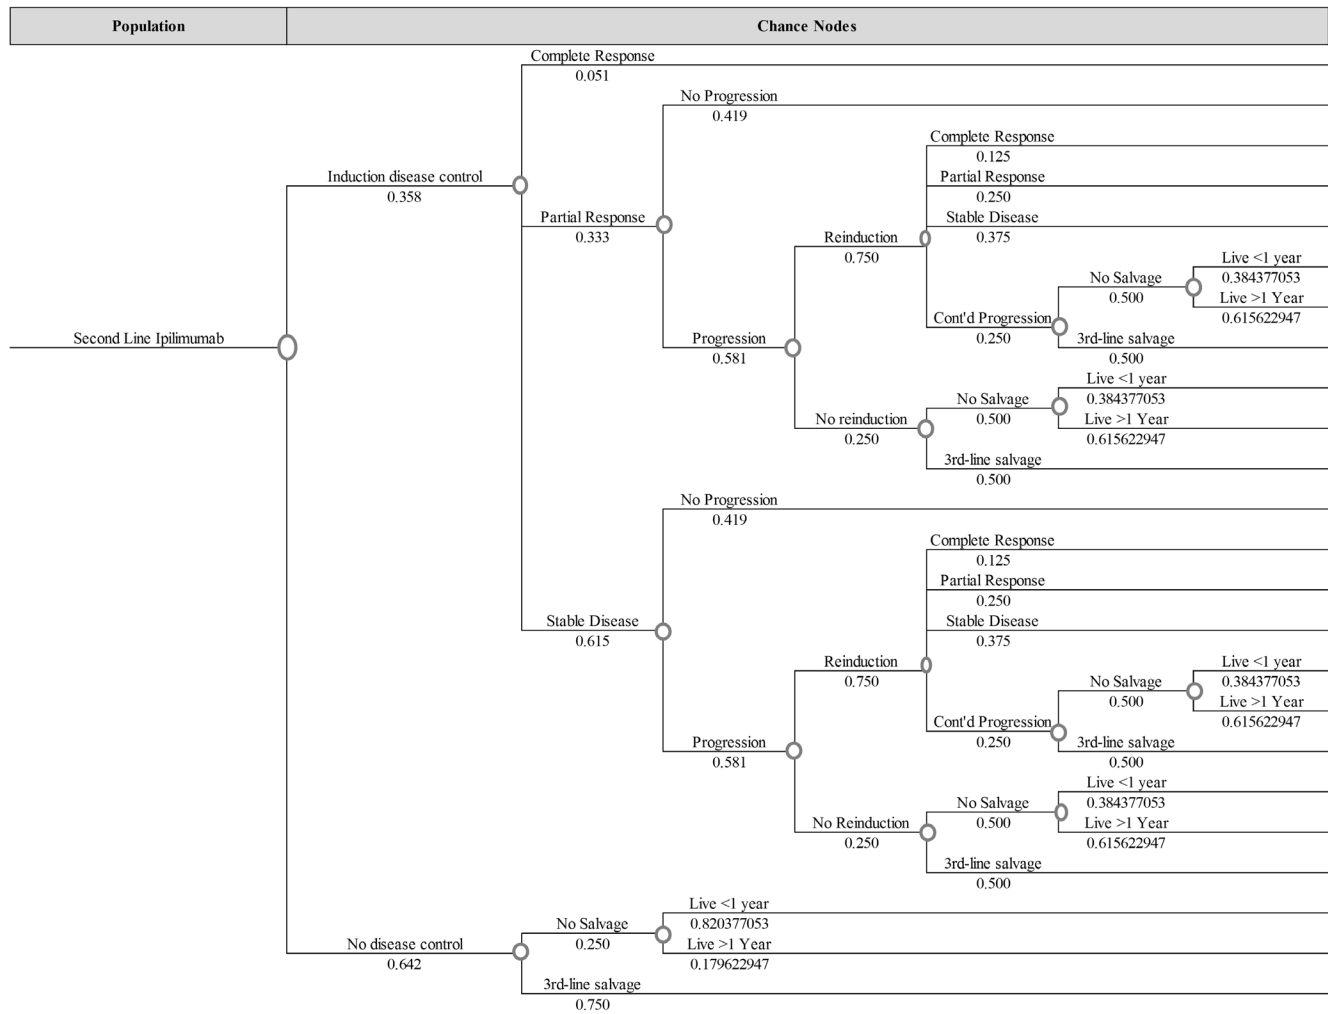 Population
Chance Nodes
Complete Response
0.051
No Progression
0.419
Complete Response
0.125
Induction disease control
0.358
Partial Response
0.250
Partial Response
0.333
Stable Disease
0.375
Reinduction
0.750
Live <1 year
0.384377053
No Salvage
0.500
Live >1 Year
0.615622947
Cont'd Progression
0.250
Second Line Ipilimumab
Progression
0.581
3rd-line salvage
0.500
Live <1 year
0.384377053
No Salvage
0.500
No reinduction
0.250
Live >1 Year
0.615622947
3rd-line salvage
0.500
No Progression
0.419
Complete Response
0.125
Partial Response
0.250
Stable Disease
0.615
Stable Disease
0.375
Reinduction
0.750
Live <1 year
0.384377053
No Salvage
0.500
Live >1 Year
0.615622947
Cont'd Progression
0.250
Progression
0.581
3rd-line salvage
0.500
Live <1 year
0.384377053
No Salvage
0.500
No Reinduction
0.250
Live >1 Year
0.615622947
3rd-line salvage
0.500
Live <1 year
0.820377053
No Salvage
0.250
No disease control
0.642
Live >1 Year
0.179622947
3rd-line salvage
0.750